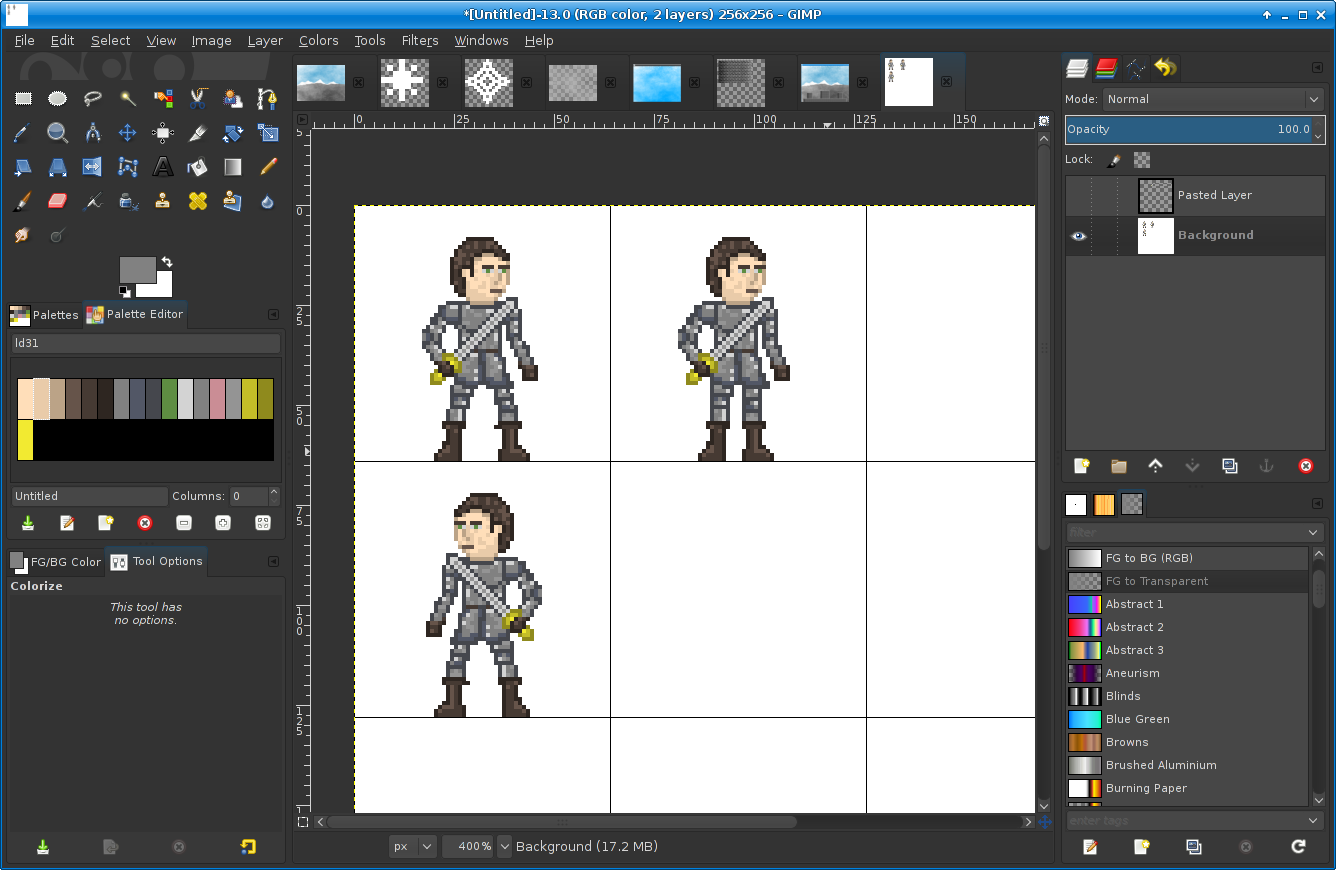 *[Untitled]-13.0 (RGB color, 2 layers) 256x256 – GIMP
File Edit Select View Image Layer Colors Tools Filters Windows Help
Mode: Normal
Opacity 100.0
Lock:
0 25 50 75 100 125 150
5
0
25
50
75
100
125
1
Pasted Layer
Background
Palettes Palette Editor
ld31
Untitled Columns: 0
FG/BG Color Tool Options
Colorize
This tool has
no options.
filter
FG to BG (RGB)
FG to Transparent
Abstract 1
Abstract 2
Abstract 3
Aneurism
Blinds
Blue Green
Browns
Brushed Aluminium
Burning Paper
enter tags
px 400% Background (17.2 MB)